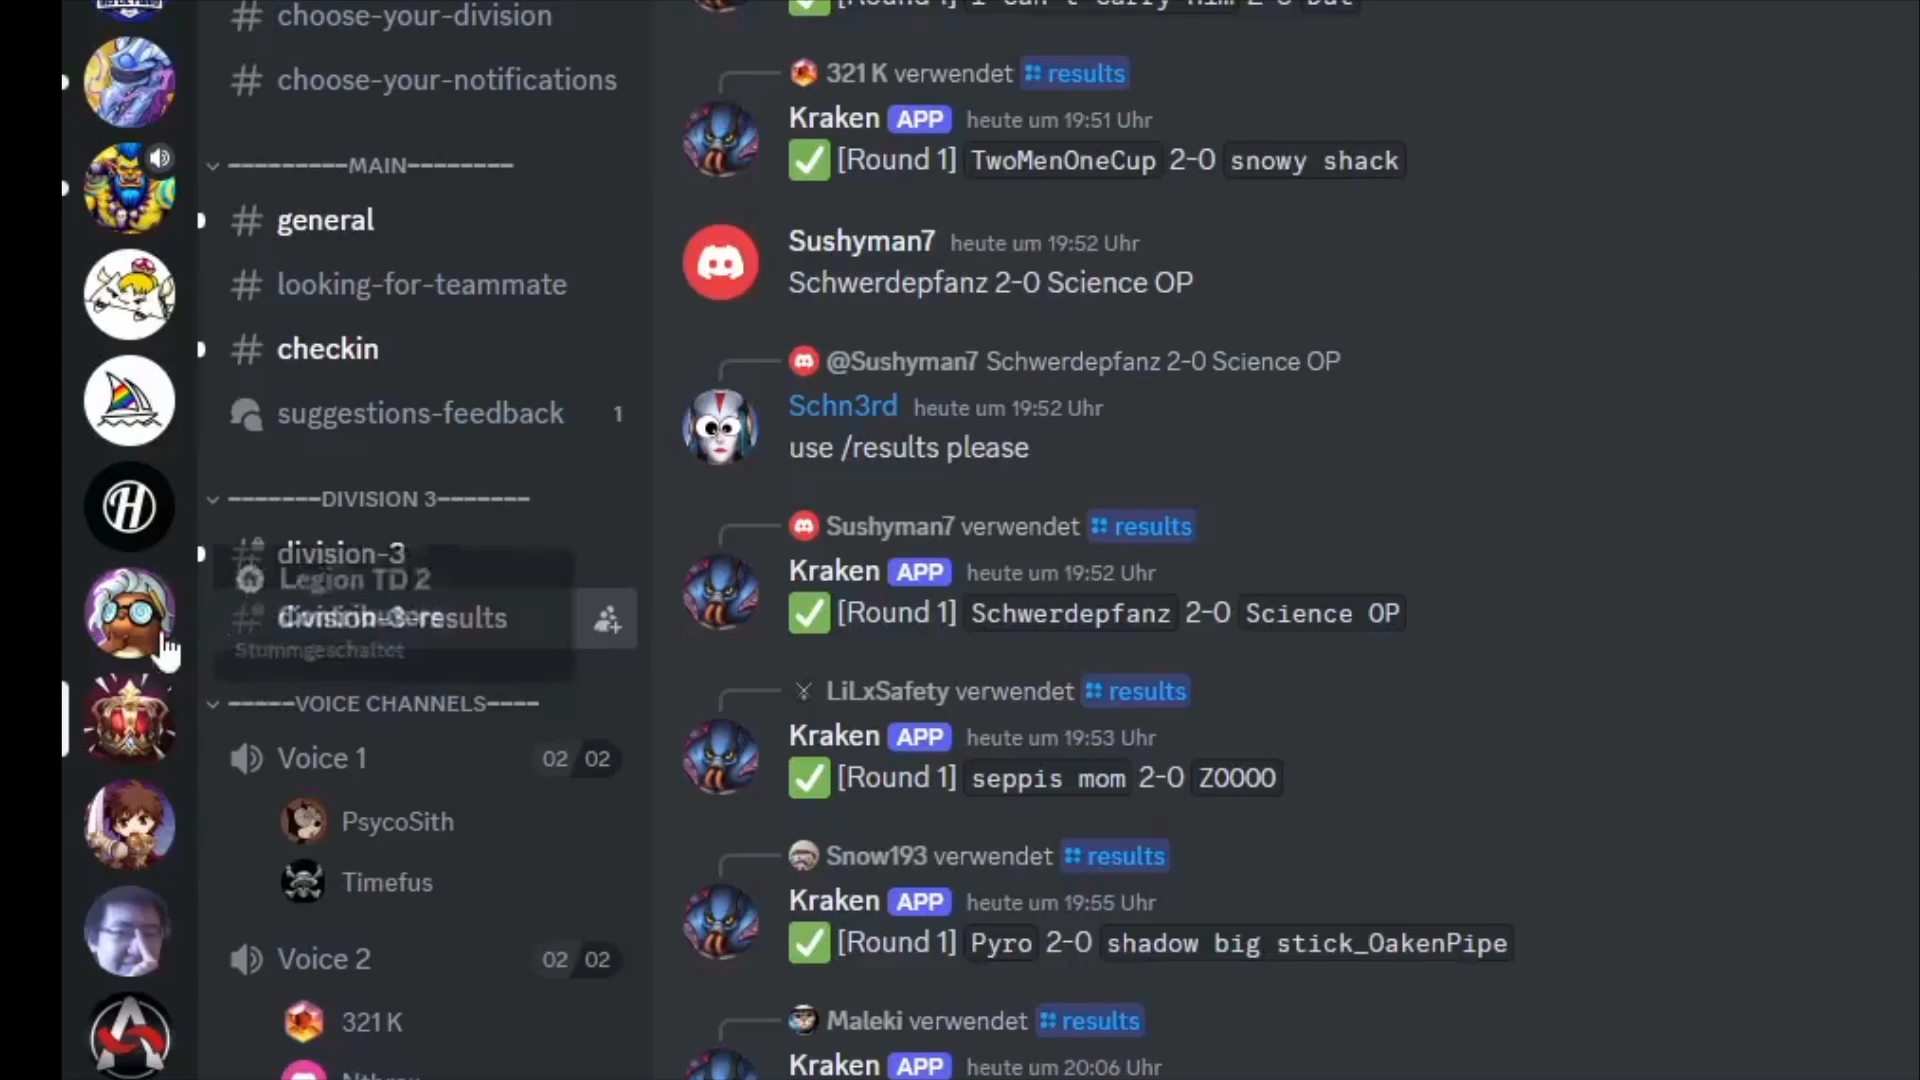 choose-your-division
choose-your-notifications
---------MAIN--------
general
looking-for-teammate
checkin
suggestions-feedback 1
-------DIVISION 3-------
division-3
Legion TD 2
division-3-results
Stummgeschaltet
-----VOICE CHANNELS----
Voice 1 02 02
PsycoSith
Timefus
Voice 2 02 02
321 K
321 K verwendet results
Kraken APP heute um 19:51 Uhr
[Round 1] TwoMenOneCup 2-0 snowy shack
Sushyman7 heute um 19:52 Uhr
Schwerdepfanz 2-0 Science OP
@Sushyman7 Schwerdepfanz 2-0 Science OP
Schn3rd heute um 19:52 Uhr
use /results please
Sushyman7 verwendet results
Kraken APP heute um 19:52 Uhr
[Round 1] Schwerdepfanz 2-0 Science OP
LiLxSafety verwendet results
Kraken APP heute um 19:53 Uhr
[Round 1] seppis mom 2-0 ZOOOO
Snow193 verwendet results
Kraken APP heute um 19:55 Uhr
[Round 1] Pyro 2-0 shadow big stick_OakenPipe
Maleki verwendet results
Kraken APP heute um 20:06 Uhr